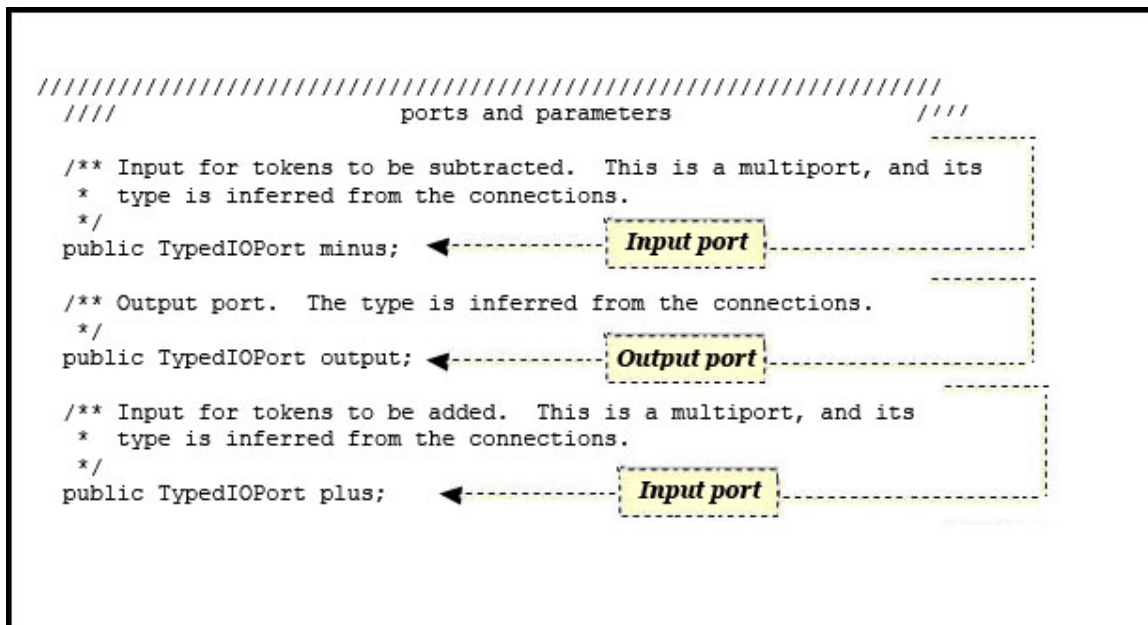 ///////////////////////////////////////////////////////////////////
//// ports and parameters ////
/** Input for tokens to be subtracted.  This is a multiport, and its
 *  type is inferred from the connections.
 */
public TypedIOPort minus;
Input port
/** Output port.  The type is inferred from the connections.
 */
public TypedIOPort output;
Output port
/** Input for tokens to be added.  This is a multiport, and its
 *  type is inferred from the connections.
 */
public TypedIOPort plus;
Input port